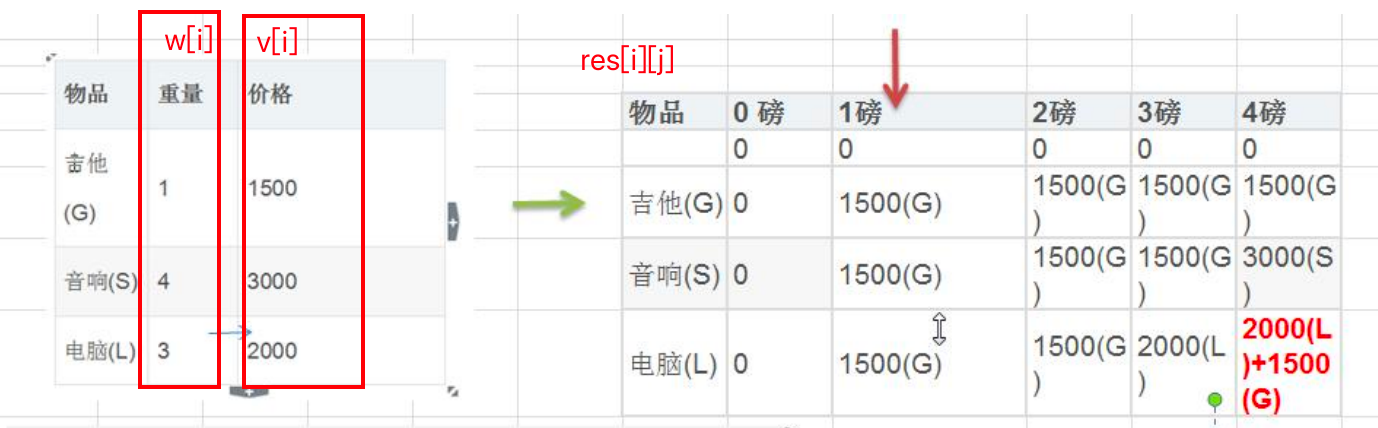 w[i]
v[i]
物品 重量 价格
吉他
(G)
1 1500
音响(S) 4 3000
电脑(L) 3 2000
res[i][j]
物品 0 磅 1磅 2磅 3磅 4磅
0 0 0 0 0
吉他(G) 0 1500(G) 1500(G 1500(G 1500(G
) ) )
音响(S) 0 1500(G) 1500(G 1500(G 3000(S
) ) )
电脑(L) 0 1500(G) 1500(G 2000(L 2000(L
) ) )+1500
(G)